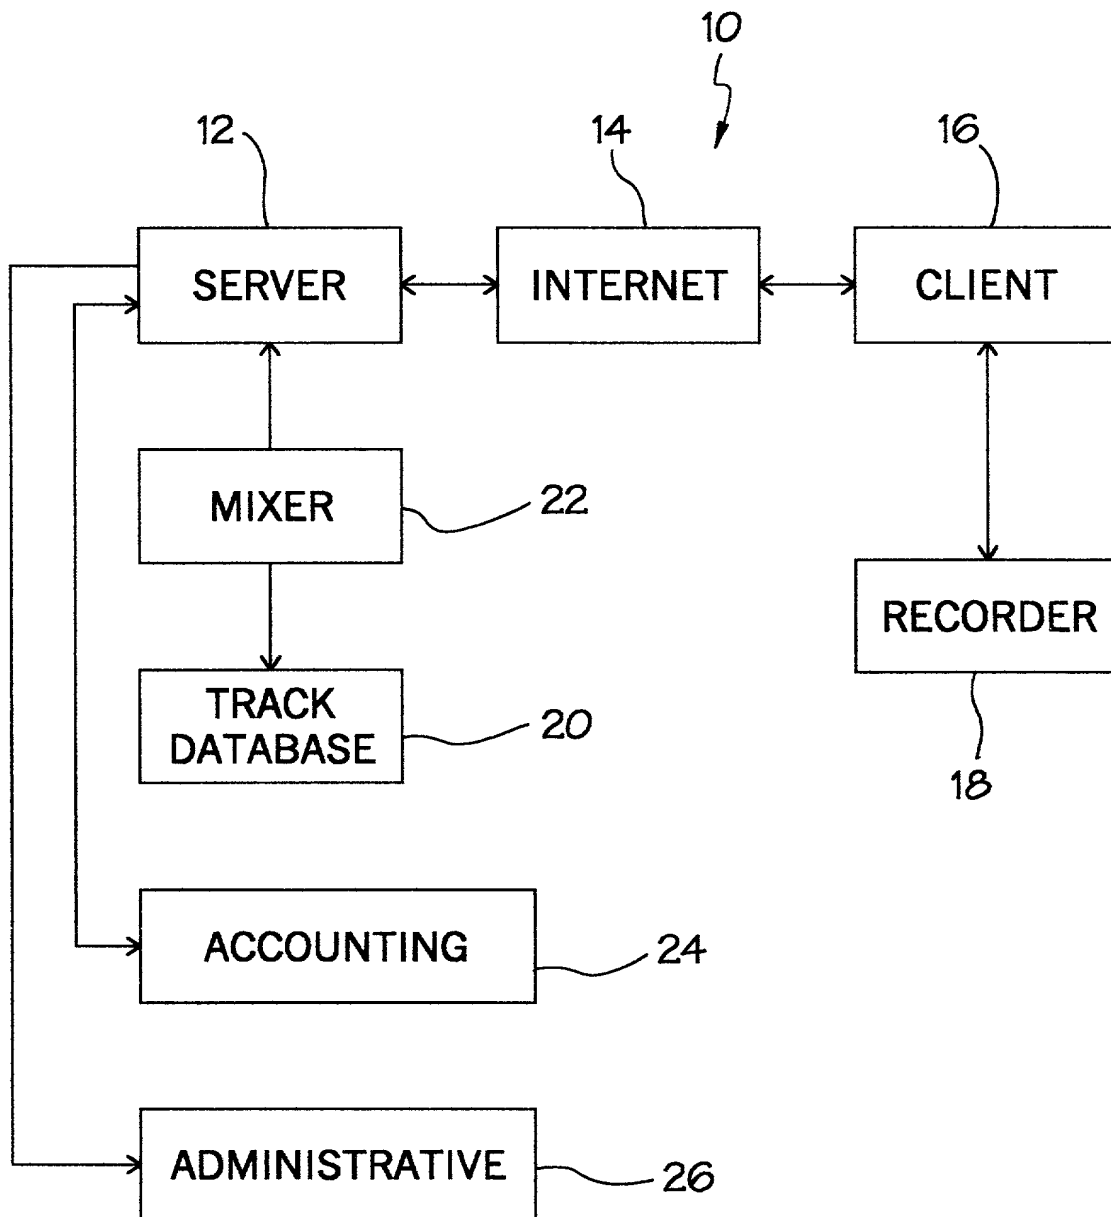 10
12
14
16
SERVER
INTERNET
CLIENT
MIXER
22
RECORDER
TRACK
DATABASE
20
18
ACCOUNTING
24
ADMINISTRATIVE
26